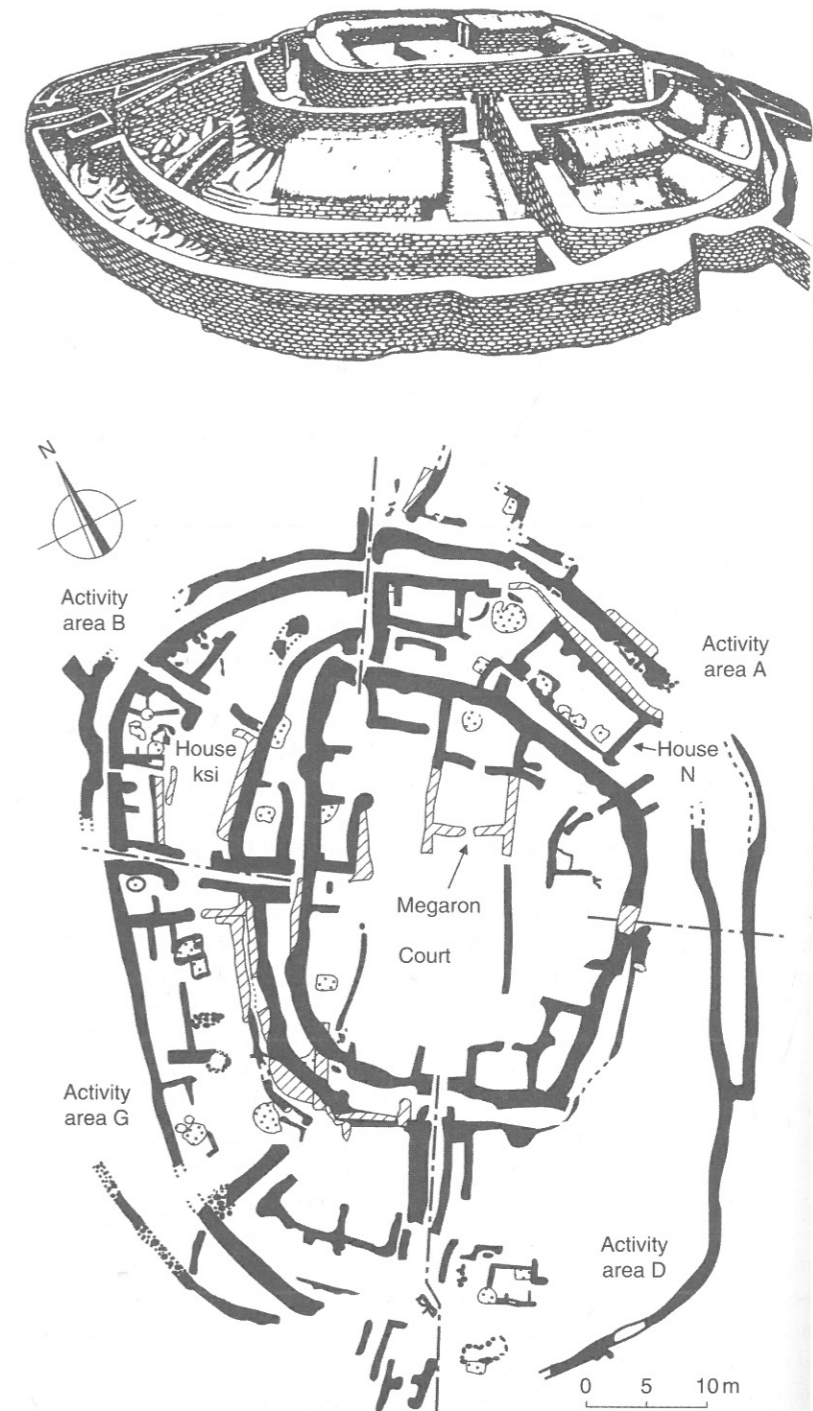 N
Activity
area B
Activity
area A
House
ksi
House
N
Megaron
Court
Activity
area G
Activity
area D
0 5 10 m